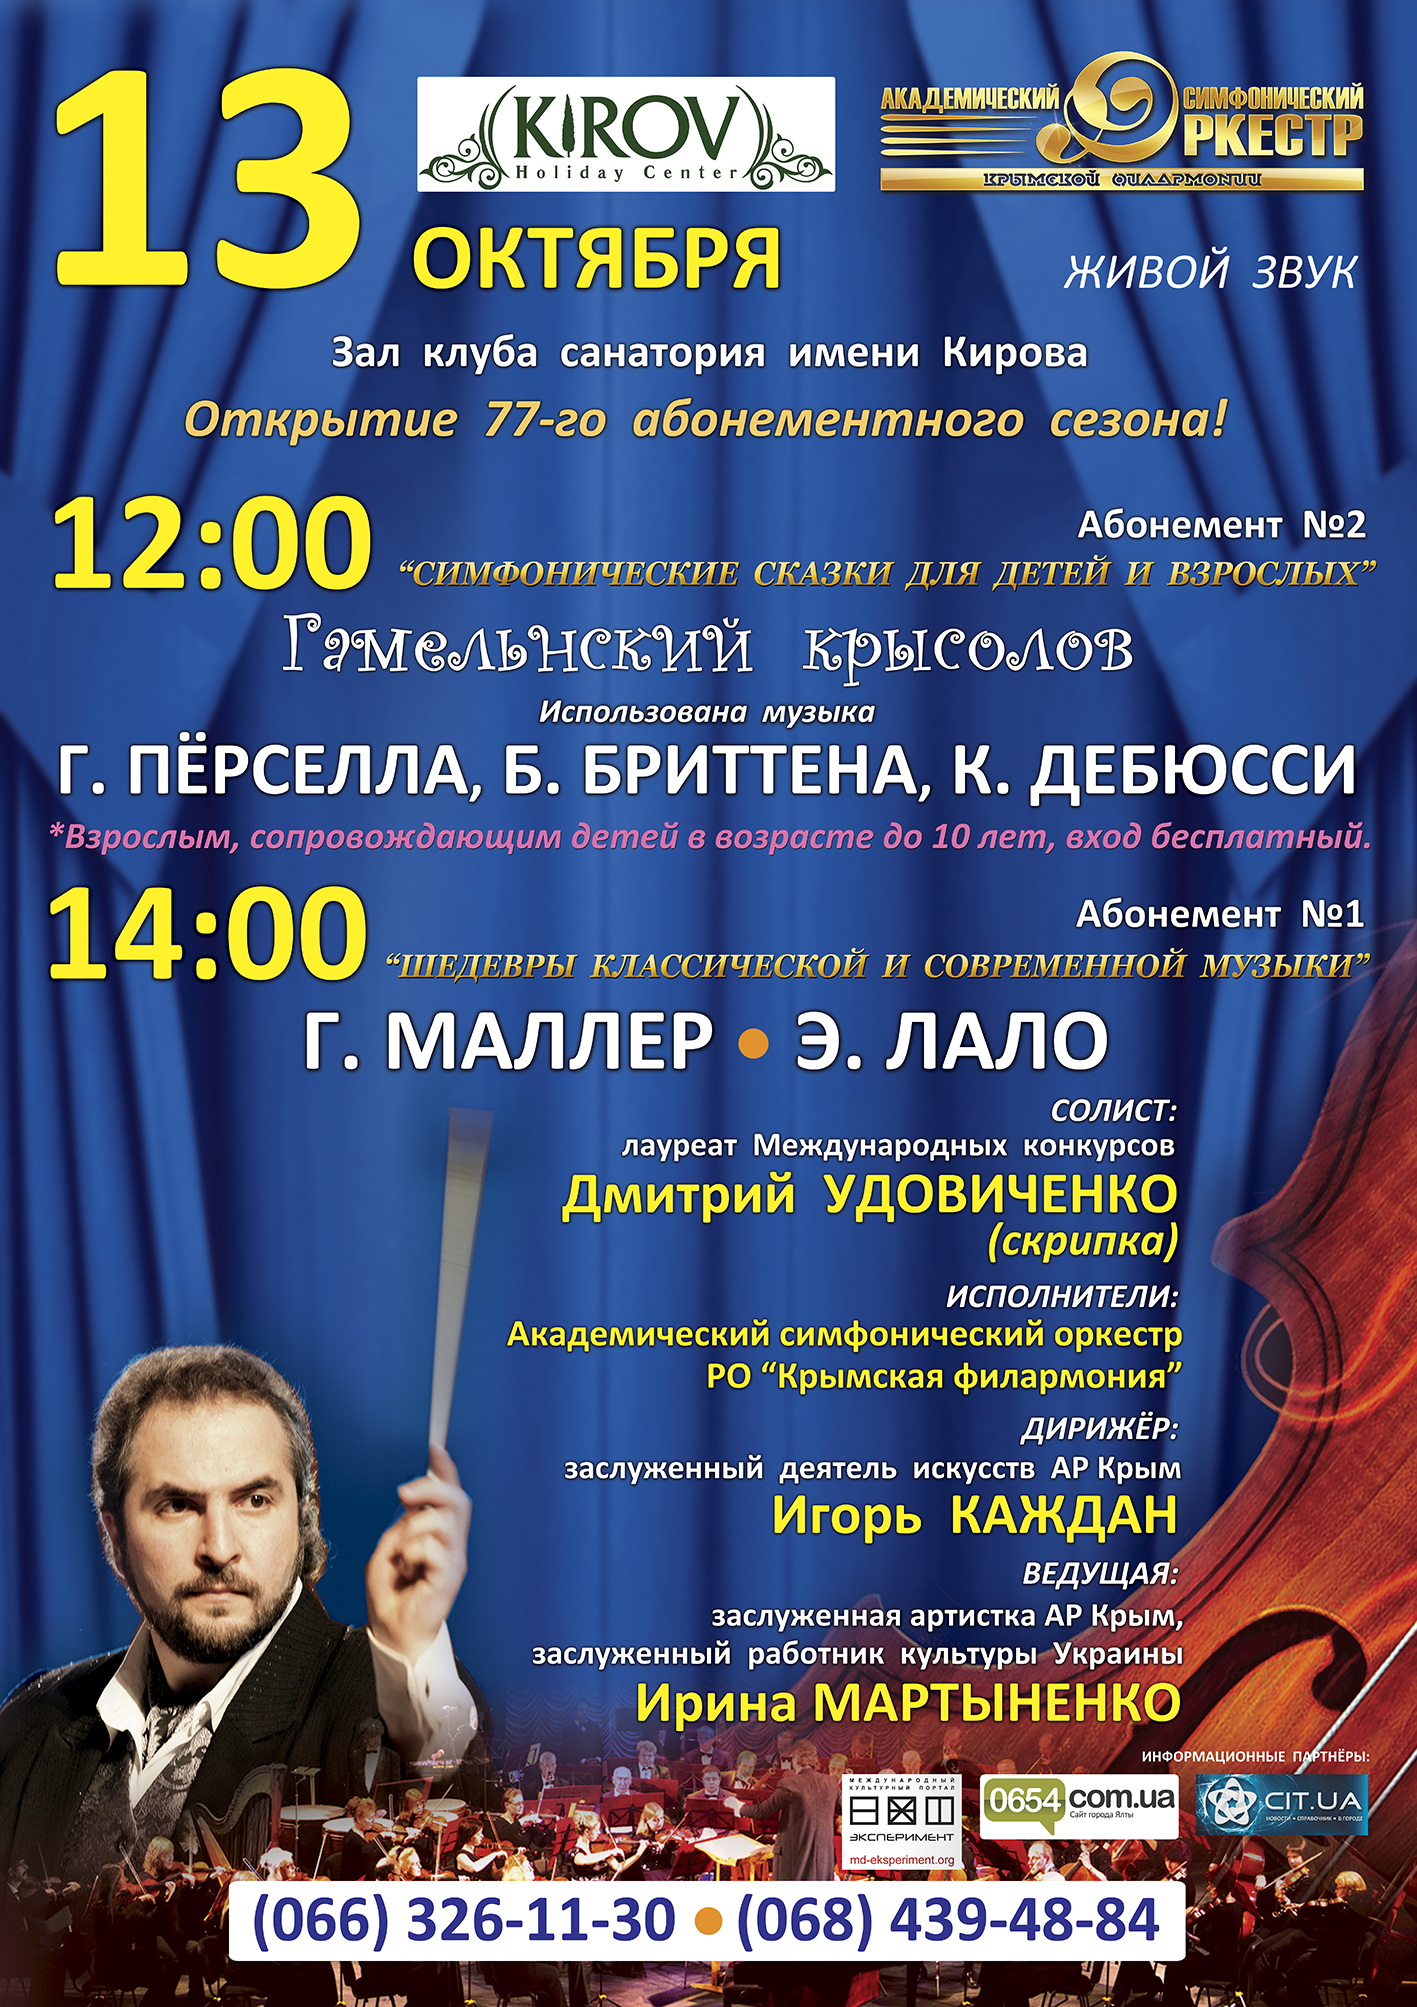 13
KIROV
Holiday Center
АКАДЕМИЧЕСКИЙ СИМФОНИЧЕСКИЙ
ОРКЕСТР
КРЫМСКОЙ ФИЛАРМОНИИ
ОКТЯБРЯ
ЖИВОЙ ЗВУК
Зал клуба санатория имени Кирова
Открытие 77-го абонементного сезона!
12:00
Абонемент №2
“СИМФОНИЧЕСКИЕ СКАЗКИ ДЛЯ ДЕТЕЙ И ВЗРОСЛЫХ”
Гамельнский крысолов
Использована музыка
Г. ПЁРСЕЛЛА, Б. БРИТТЕНА, К. ДЕБЮССИ
*Взрослым, сопровождающим детей в возрасте до 10 лет, вход бесплатный.
14:00
Абонемент №1
“ШЕДЕВРЫ КЛАССИЧЕСКОЙ И СОВРЕМЕННОЙ МУЗЫКИ”
Г. МАЛЛЕР • Э. ЛАЛО
СОЛИСТ:
лауреат Международных конкурсов
Дмитрий УДОВИЧЕНКО
(скрипка)
ИСПОЛНИТЕЛИ:
Академический симфонический оркестр
РО “Крымская филармония”
ДИРИЖЁР:
заслуженный деятель искусств АР Крым
Игорь КАЖДАН
ВЕДУЩАЯ:
заслуженная артистка АР Крым,
заслуженный работник культуры Украины
Ирина МАРТЫНЕНКО
ИНФОРМАЦИОННЫЕ ПАРТНЁРЫ:
МЕЖДУНАРОДНЫЙ
КУЛЬТУРНЫЙ ПОРТАЛ
ЭКСПЕРИМЕНТ
md-eksperiment.org
0654.com.ua
Сайт города Ялты
CIT.UA
НОВОСТИ • СПРАВОЧНИК • В ГОРОДЕ
(066) 326-11-30 • (068) 439-48-84